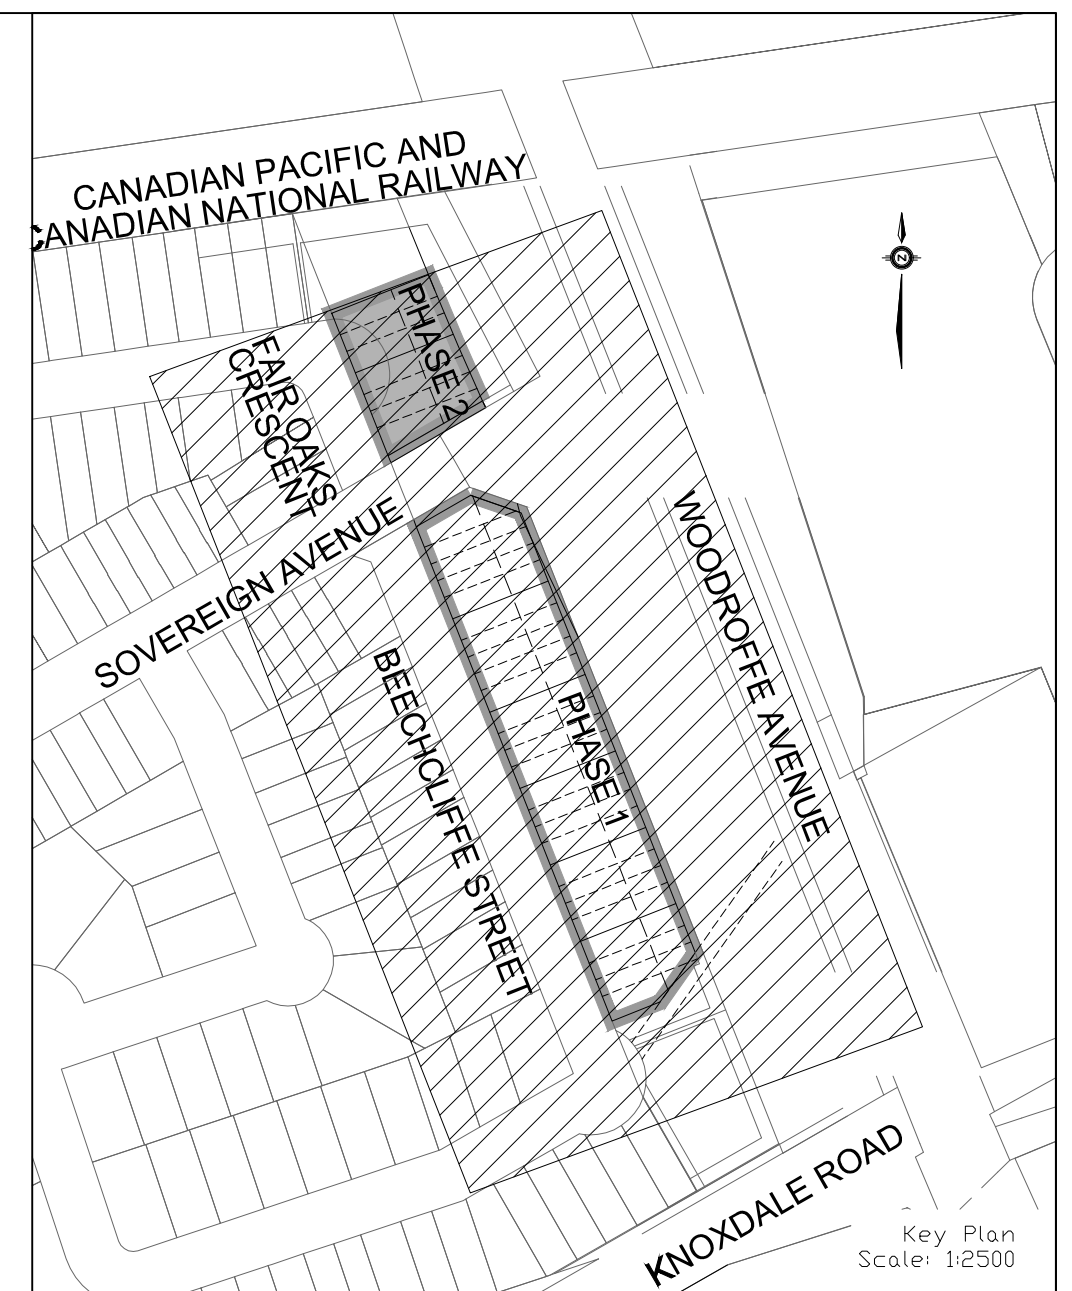 CANADIAN PACIFIC AND
CANADIAN NATIONAL RAILWAY
N
PHASE 2
FAIR OAKS
CRESCENT
SOVEREIGN AVENUE
WOODROFFE AVENUE
BEECHCLIFFE STREET
PHASE 1
KNOXDALE ROAD
Key Plan
Scale: 1:2500